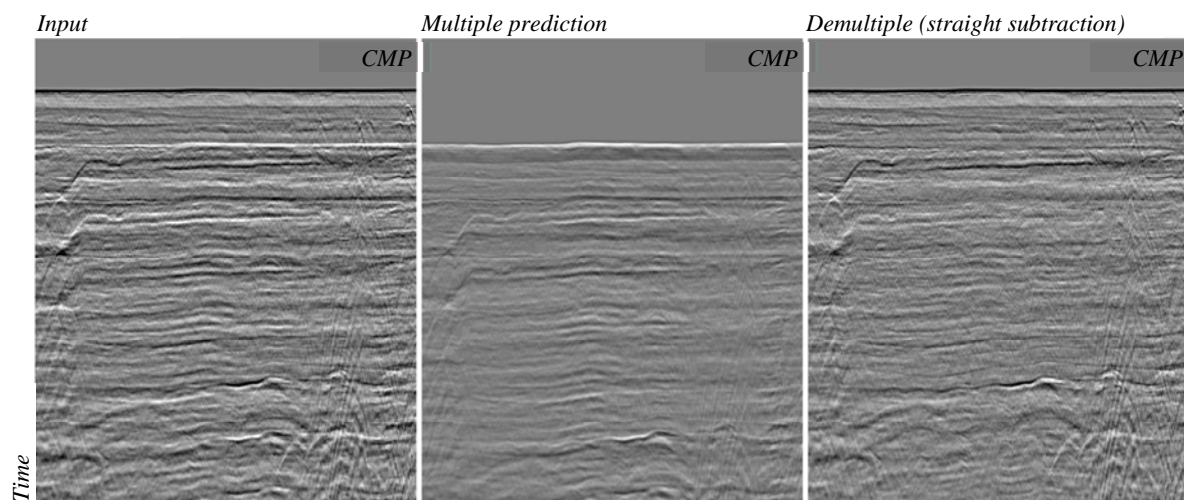 Input
Multiple prediction
Demultiple (straight subtraction)
CMP
CMP
CMP
Time